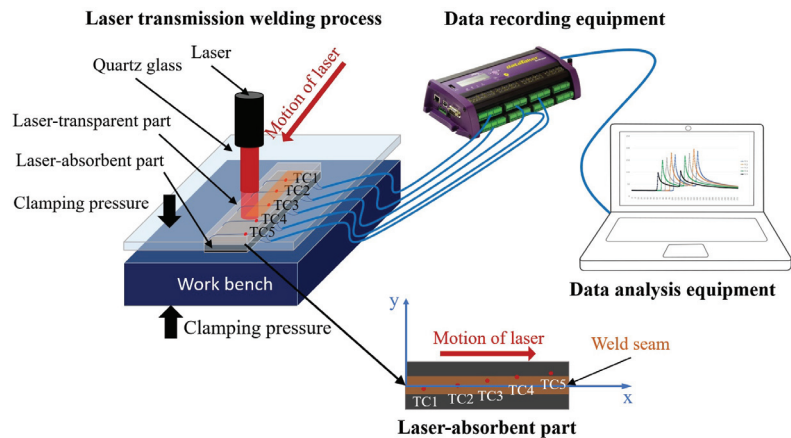 Laser transmission welding process
Data recording equipment
Laser
Quartz glass
Motion of laser
Laser-transparent part
Laser-absorbent part
Clamping pressure
TC1
TC2
TC3
TC4
TC5
Work bench
Clamping pressure
Data analysis equipment
y
Motion of laser
Weld seam
TC1 TC2 TC3 TC4 TC5
x
Laser-absorbent part